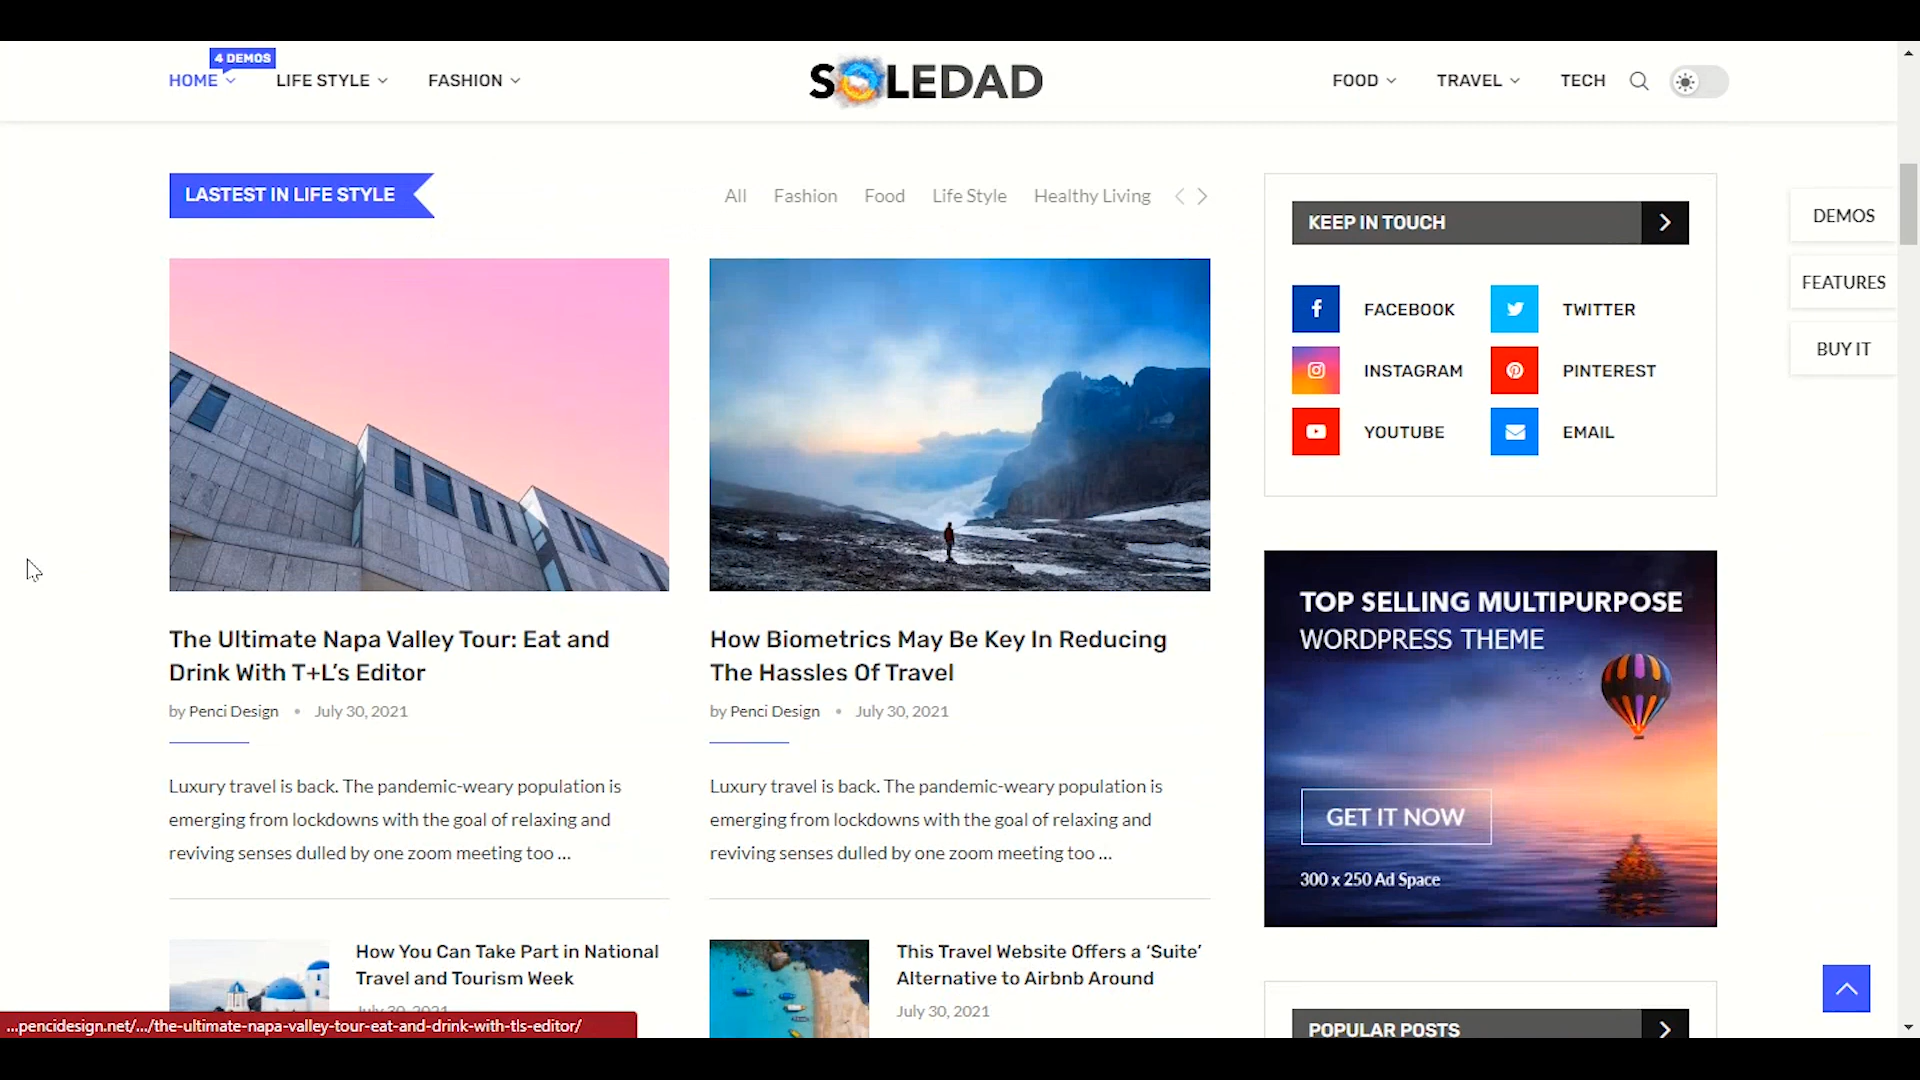 4 DEMOS
HOME
LIFE STYLE
FASHION
SOLEDAD
FOOD
TRAVEL
TECH
LASTEST IN LIFE STYLE
All
Fashion
Food
Life Style
Healthy Living
The Ultimate Napa Valley Tour: Eat and
Drink With T+L’s Editor
by Penci Design • July 30, 2021
Luxury travel is back. The pandemic-weary population is
emerging from lockdowns with the goal of relaxing and
reviving senses dulled by one zoom meeting too ...
How Biometrics May Be Key In Reducing
The Hassles Of Travel
by Penci Design • July 30, 2021
Luxury travel is back. The pandemic-weary population is
emerging from lockdowns with the goal of relaxing and
reviving senses dulled by one zoom meeting too ...
How You Can Take Part in National
Travel and Tourism Week
July 30, 2021
This Travel Website Offers a ‘Suite’
Alternative to Airbnb Around
July 30, 2021
KEEP IN TOUCH
FACEBOOK
TWITTER
INSTAGRAM
PINTEREST
YOUTUBE
EMAIL
TOP SELLING MULTIPURPOSE
WORDPRESS THEME
GET IT NOW
300 x 250 Ad Space
POPULAR POSTS
DEMOS
FEATURES
BUY IT
...pencidesign.net/.../the-ultimate-napa-valley-tour-eat-and-drink-with-tls-editor/